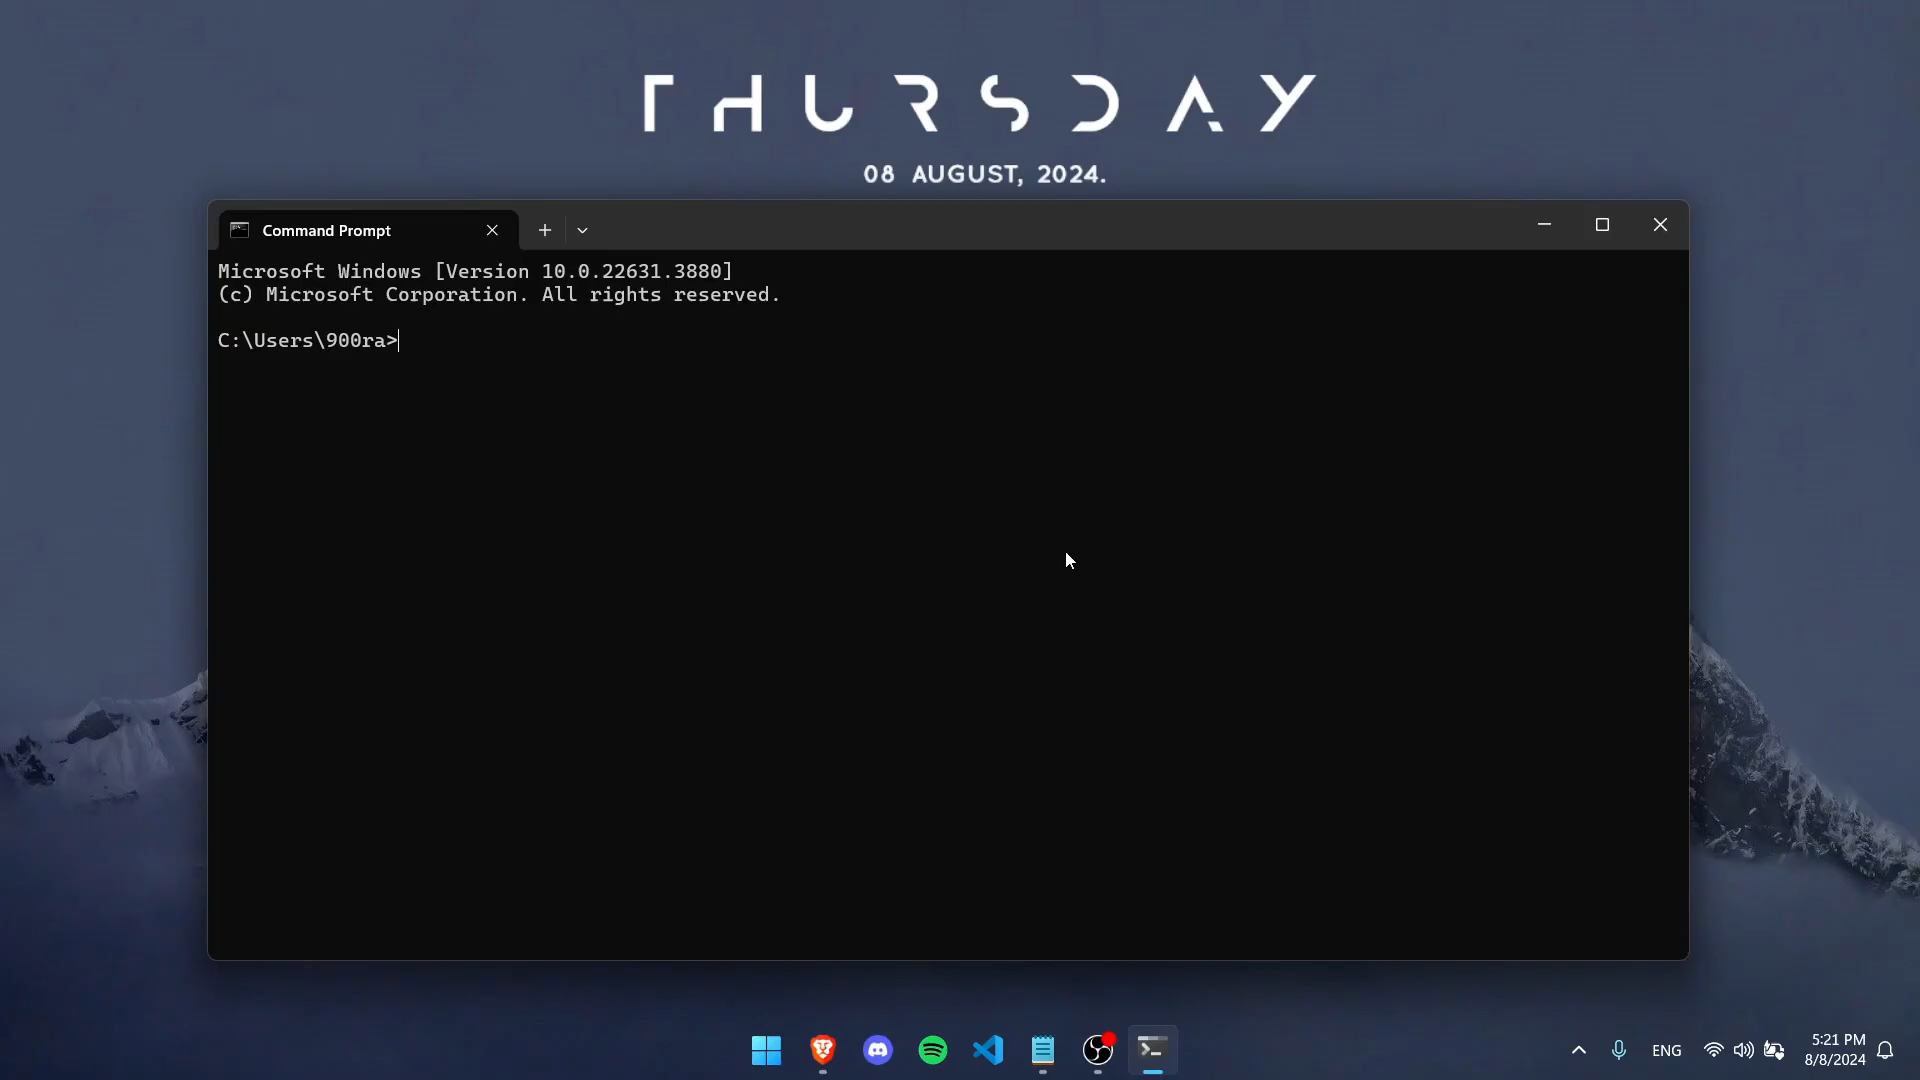 THURSDAY
08 AUGUST, 2024.
Command Prompt
Microsoft Windows [Version 10.0.22631.3880]
(c) Microsoft Corporation. All rights reserved.
C:\Users\900ra>
ENG
5:21 PM
8/8/2024